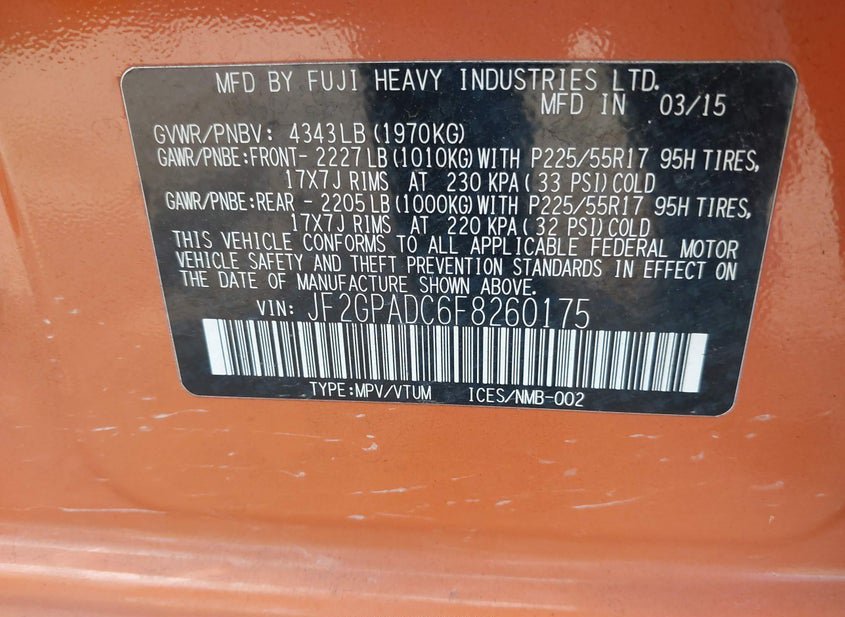 MFD BY FUJI HEAVY INDUSTRIES LTD.
MFD IN 03/15
GVWR/PNBV: 4343LB (1970KG)
GAWR/PNBE:FRONT- 2227LB (1010KG) WITH P225/55R17 95H TIRES,
17X7J RIMS AT 230 KPA ( 33 PSI) COLD
GAWR/PNBE:REAR - 2205LB (1000KG) WITH P225/55R17 95H TIRES,
17X7J RIMS AT 220 KPA ( 32 PSI) COLD
THIS VEHICLE CONFORMS TO ALL APPLICABLE FEDERAL MOTOR
VEHICLE SAFETY AND THEFT PREVENTION STANDARDS IN EFFECT ON
THE DATE OF MANUFACTURE SHOWN ABOVE.
VIN: JF2GPADC6F8260175
TYPE:MPV/VTUM ICES/NMB-002